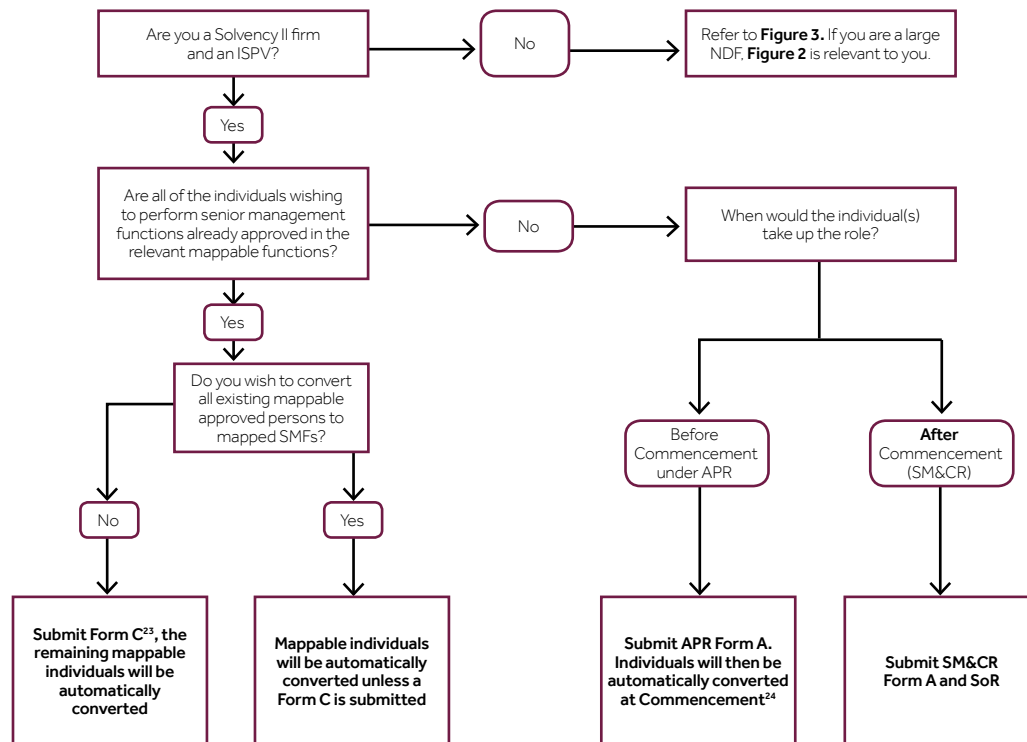 Are you a Solvency II firm
and an ISPV?
No
Refer to Figure 3. If you are a large
NDF, Figure 2 is relevant to you.
Yes
Are all of the individuals wishing
to perform senior management
functions already approved in the
relevant mappable functions?
No
When would the individual(s)
take up the role?
Yes
Do you wish to convert
all existing mappable
approved persons to
mapped SMFs?
Before
Commencement
under APR
After
Commencement
(SM&CR)
No
Yes
Submit Form C23, the
remaining mappable
individuals will be
automatically
converted
Mappable individuals
will be automatically
converted unless a
Form C is submitted
Submit APR Form A.
Individuals will then be
automatically converted
at Commencement24
Submit SM&CR
Form A and SoR